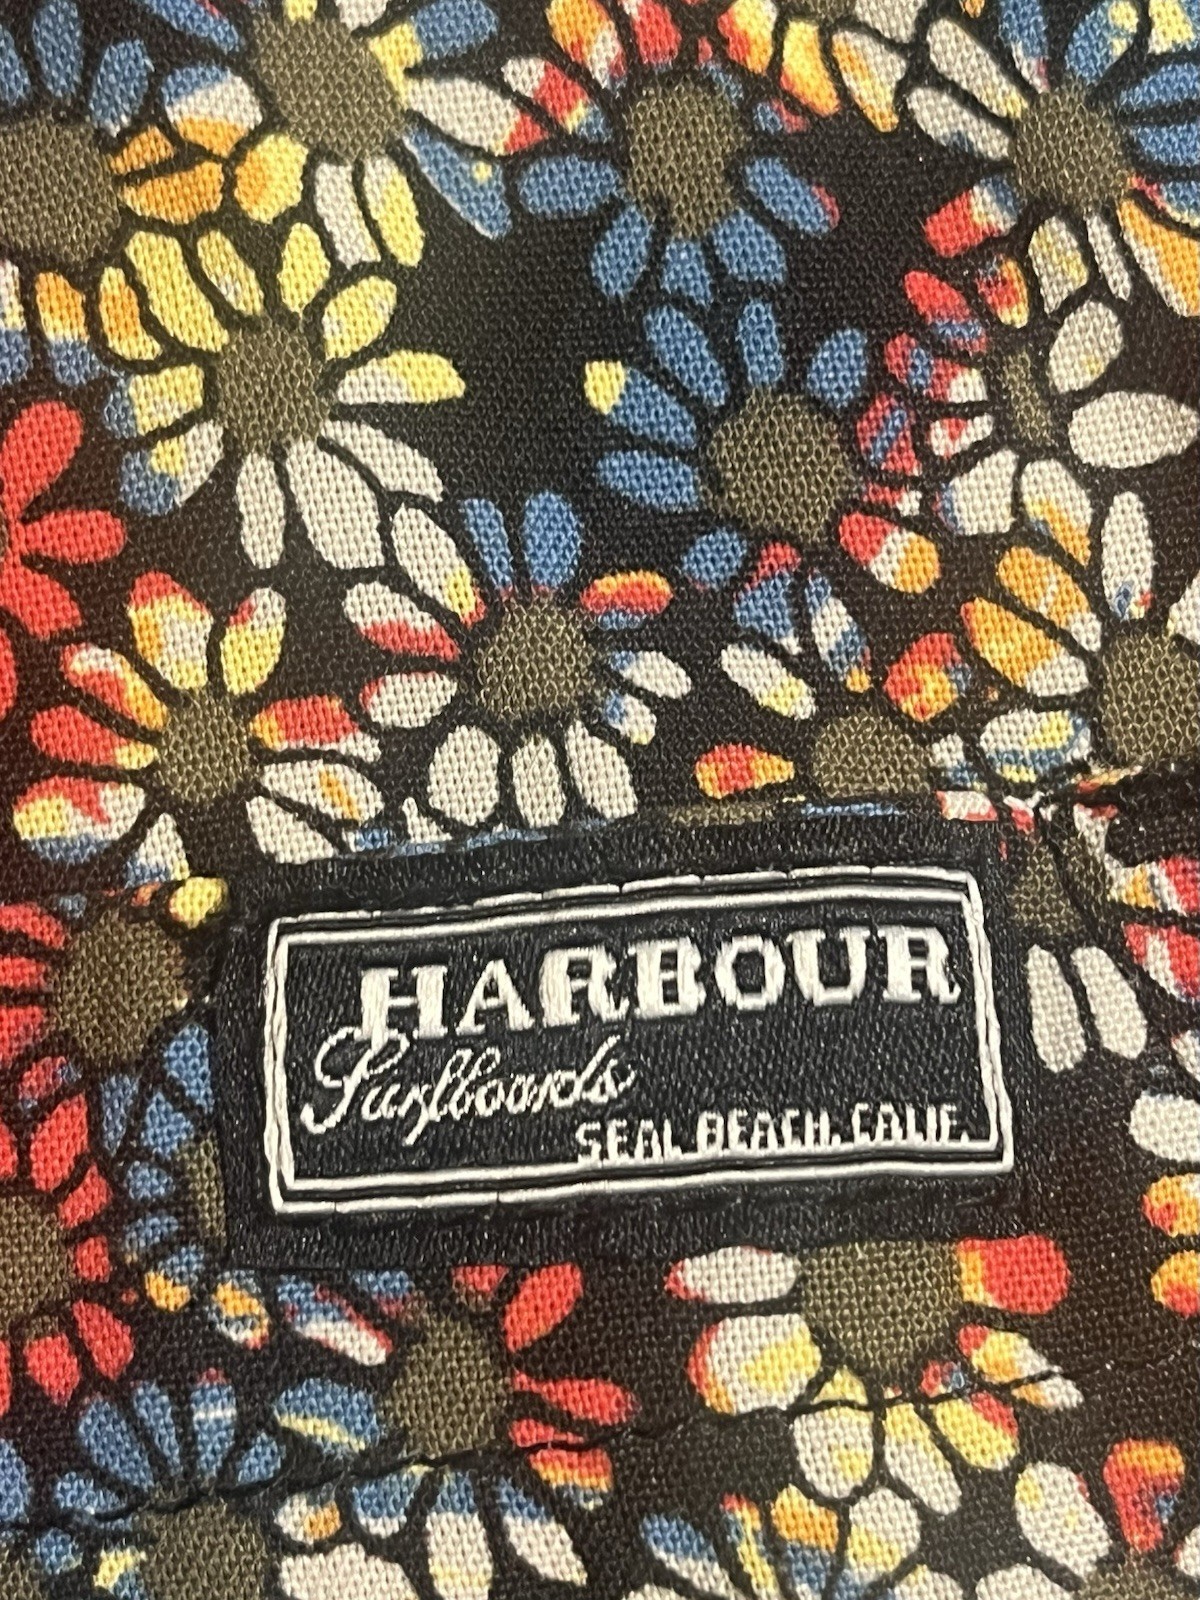 HARBOUR
Surfboards
SEAL BEACH, CALIF.